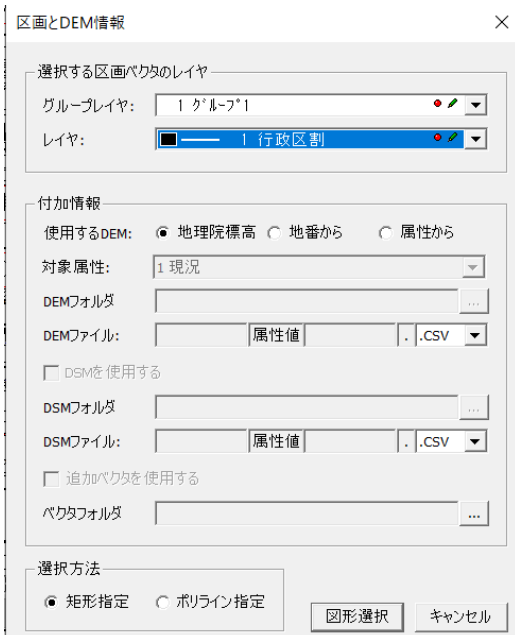 区画とDEM情報
選択する区画ベクタのレイヤ
グループレイヤ: 1 グループ1
レイヤ: 1 行政区割
付加情報
使用するDEM: 地理院標高 地番から 属性から
対象属性: 1 現況
DEMフォルダ ...
DEMファイル: 属性値 . .CSV
DSMを使用する
DSMフォルダ ...
DSMファイル: 属性値 . .CSV
追加ベクタを使用する
ベクタフォルダ ...
選択方法
矩形指定 ポリライン指定
図形選択 キャンセル